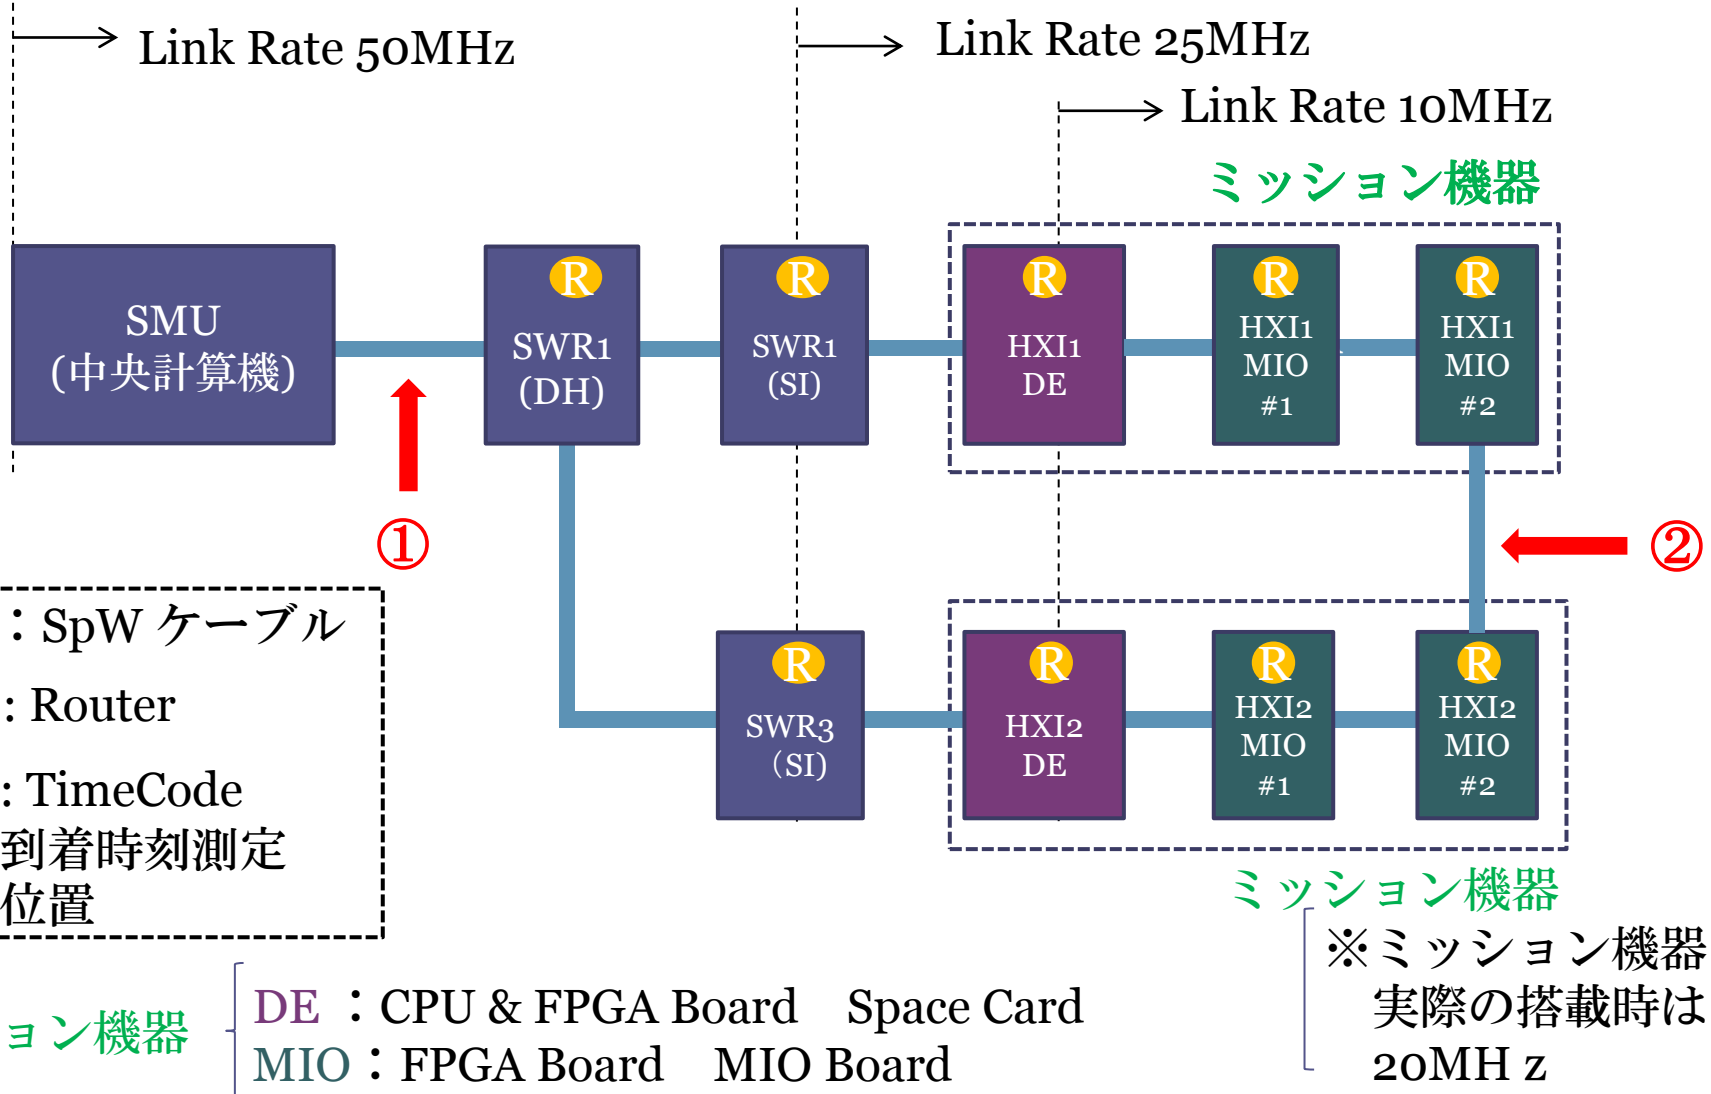 Link Rate 50MHz
Link Rate 25MHz
Link Rate 10MHz
ミッション機器
SMU
(中央計算機)
R
SWR1
(DH)
R
SWR1
(SI)
R
HXI1
DE
R
HXI1
MIO
#1
R
HXI1
MIO
#2
①
②
：SpW ケーブル
: Router
: TimeCode
到着時刻測定
位置
R
SWR3
（SI)
R
HXI2
DE
R
HXI2
MIO
#1
R
HXI2
MIO
#2
ミッション機器
※ミッション機器
実際の搭載時は
20MH z
ョン機器
DE ：CPU & FPGA Board Space Card
MIO：FPGA Board MIO Board